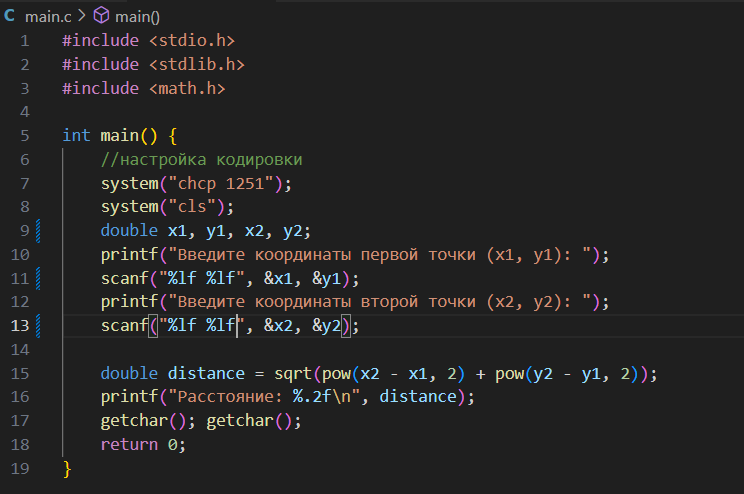 C main.c > main()
1 #include <stdio.h>
2 #include <stdlib.h>
3 #include <math.h>
4
5 int main() {
6 //настройка кодировки
7 system("chcp 1251");
8 system("cls");
9 double x1, y1, x2, y2;
10 printf("Введите координаты первой точки (x1, y1): ");
11 scanf("%lf %lf", &x1, &y1);
12 printf("Введите координаты второй точки (x2, y2): ");
13 scanf("%lf %lf", &x2, &y2);
14
15 double distance = sqrt(pow(x2 - x1, 2) + pow(y2 - y1, 2));
16 printf("Расстояние: %.2f\n", distance);
17 getchar(); getchar();
18 return 0;
19 }